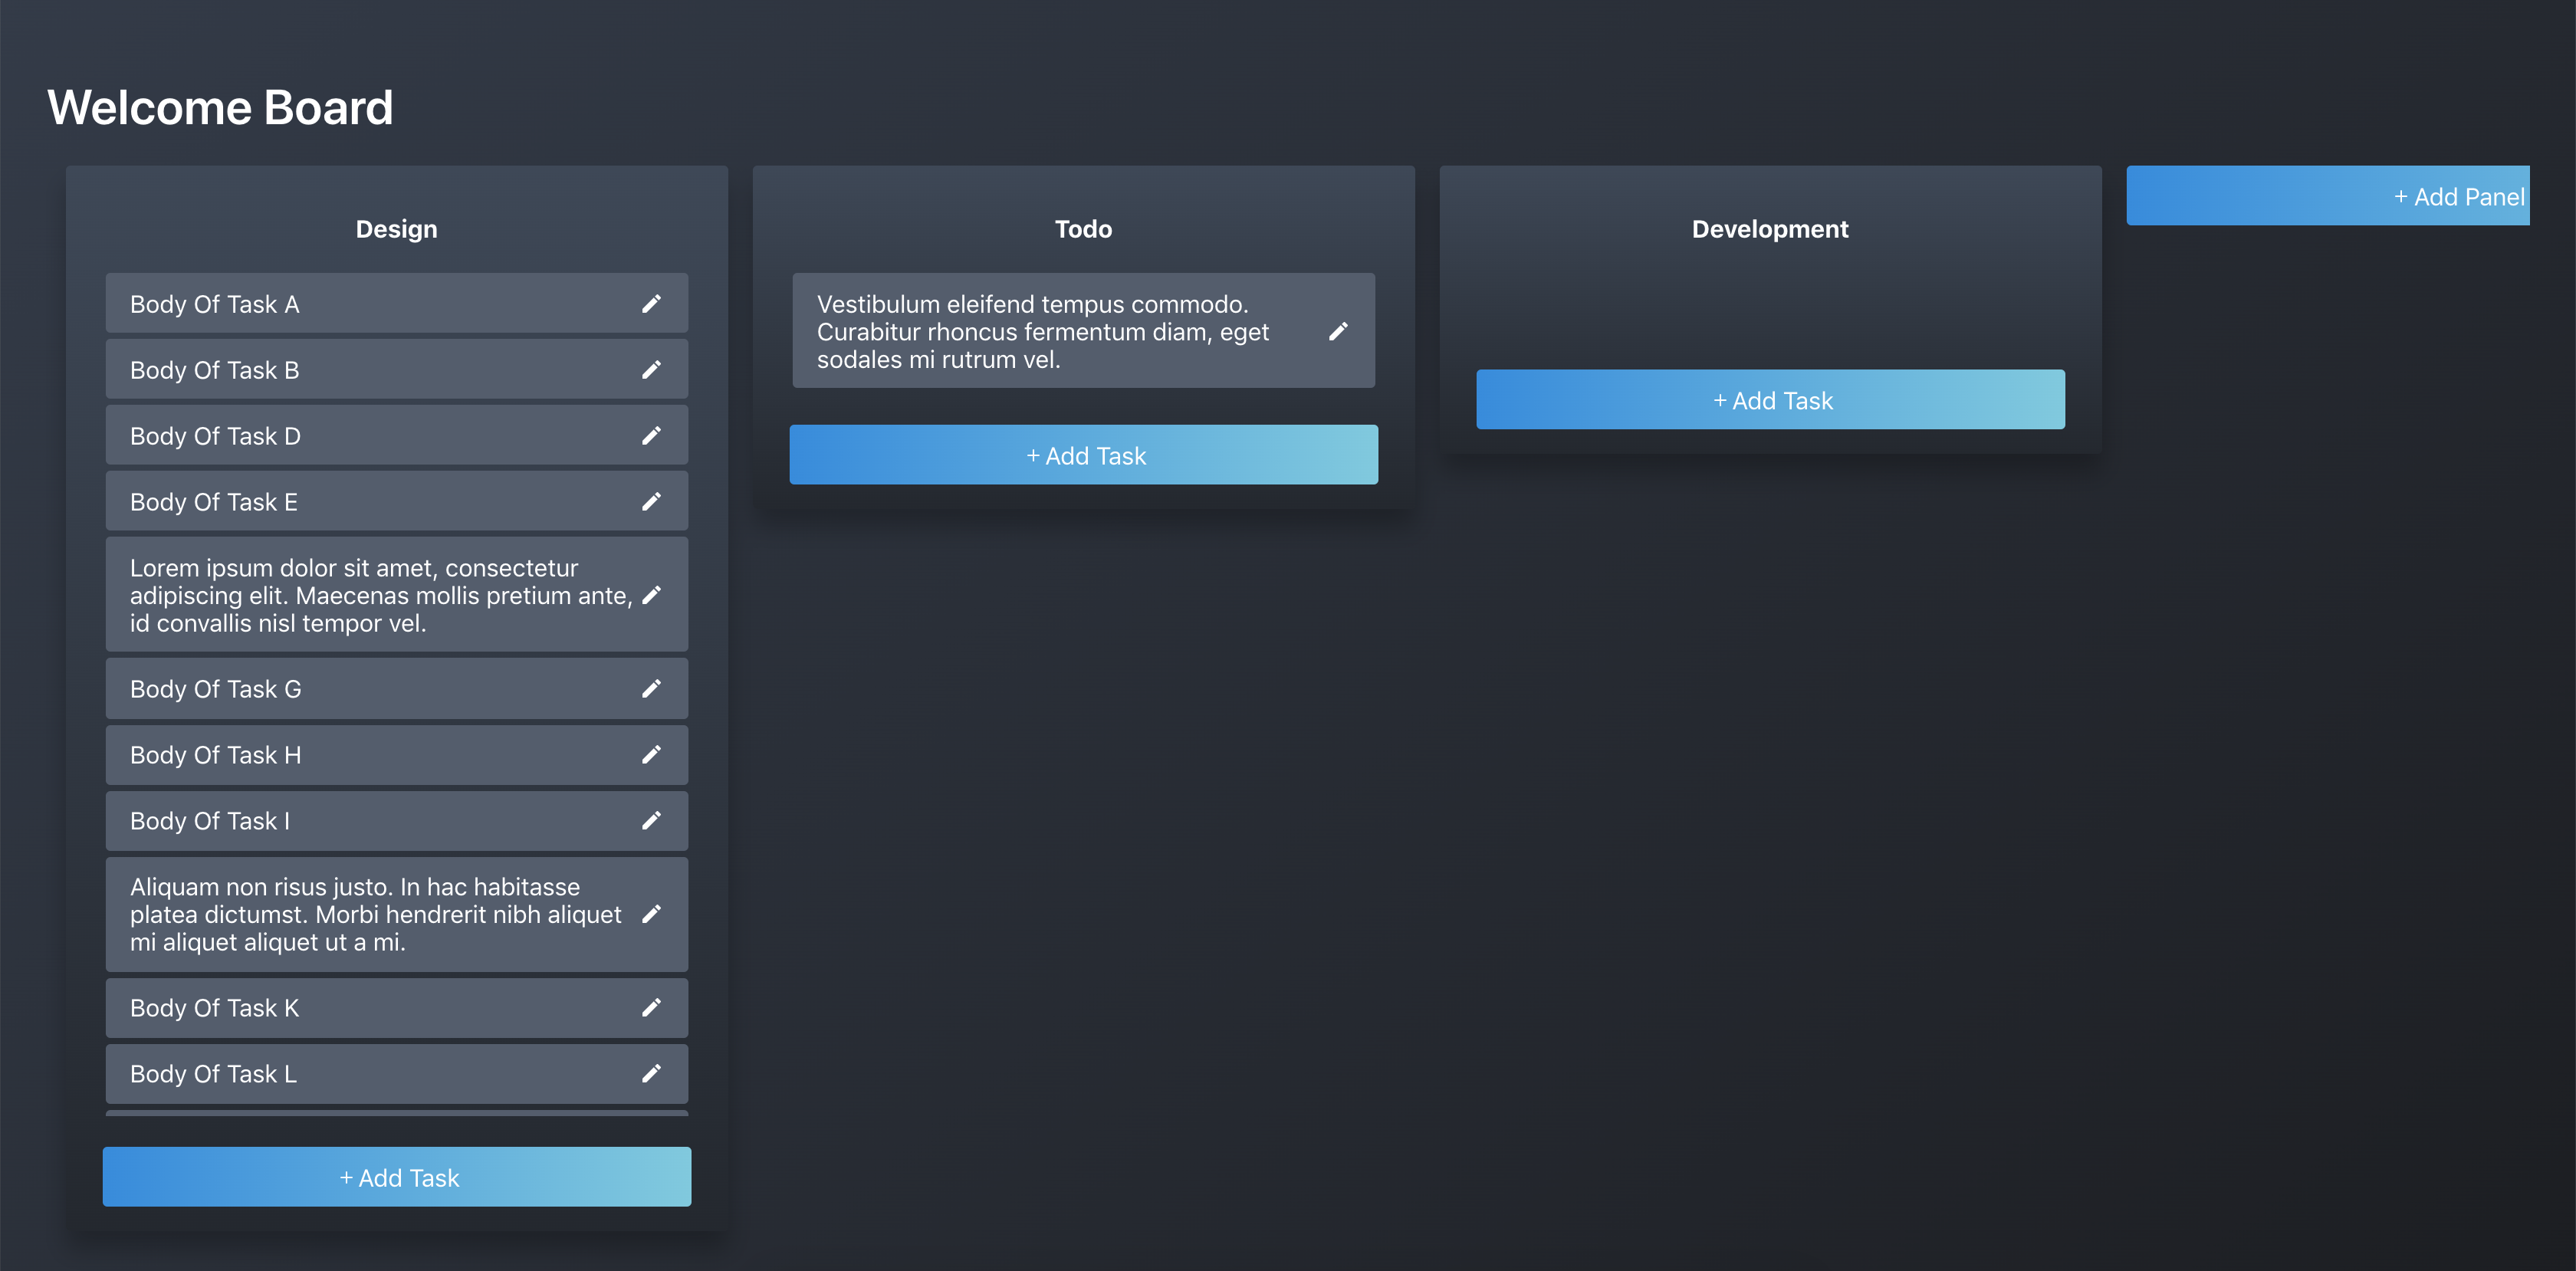 Welcome Board
Design
Body Of Task A
Body Of Task B
Body Of Task D
Body Of Task E
Lorem ipsum dolor sit amet, consectetur
adipiscing elit. Maecenas mollis pretium ante,
id convallis nisl tempor vel.
Body Of Task G
Body Of Task H
Body Of Task I
Aliquam non risus justo. In hac habitasse
platea dictumst. Morbi hendrerit nibh aliquet
mi aliquet aliquet ut a mi.
Body Of Task K
Body Of Task L
+ Add Task
Todo
Vestibulum eleifend tempus commodo.
Curabitur rhoncus fermentum diam, eget
sodales mi rutrum vel.
+ Add Task
Development
+ Add Task
+ Add Panel